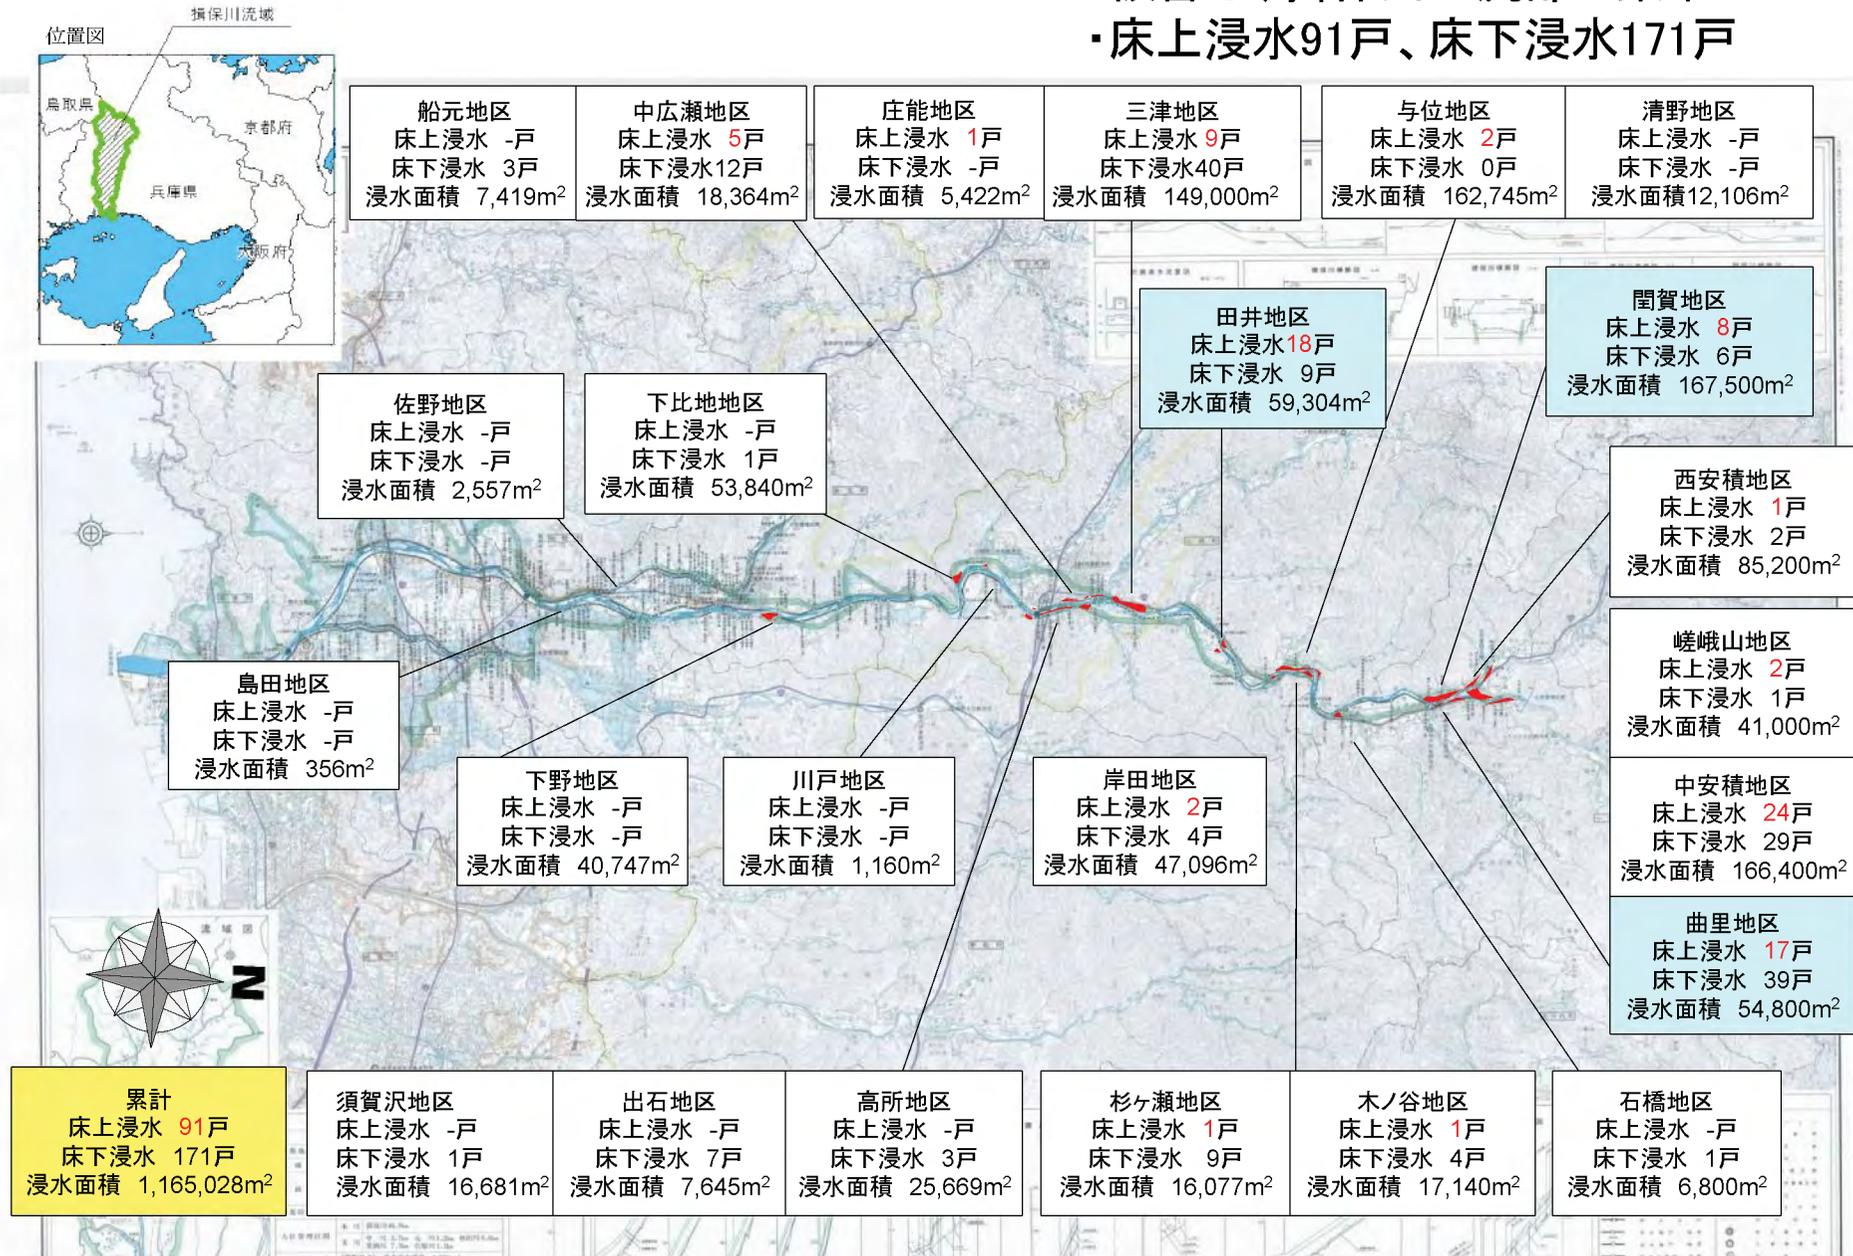 ・床上浸水91戸、床下浸水171戸
揖保川流域
位置図
鳥取県
京都府
兵庫県
大阪府
船元地区
床上浸水 -戸
床下浸水 3戸
浸水面積 7,419m²
中広瀬地区
床上浸水 5戸
床下浸水12戸
浸水面積 18,364m²
庄能地区
床上浸水 1戸
床下浸水 -戸
浸水面積 5,422m²
三津地区
床上浸水 9戸
床下浸水40戸
浸水面積 149,000m²
与位地区
床上浸水 2戸
床下浸水 0戸
浸水面積 162,745m²
清野地区
床上浸水 -戸
床下浸水 -戸
浸水面積12,106m²
田井地区
床上浸水18戸
床下浸水 9戸
浸水面積 59,304m²
閏賀地区
床上浸水 8戸
床下浸水 6戸
浸水面積 167,500m²
佐野地区
床上浸水 -戸
床下浸水 -戸
浸水面積 2,557m²
下比地地区
床上浸水 -戸
床下浸水 1戸
浸水面積 53,840m²
西安積地区
床上浸水 1戸
床下浸水 2戸
浸水面積 85,200m²
嵯峨山地区
床上浸水 2戸
床下浸水 1戸
浸水面積 41,000m²
島田地区
床上浸水 -戸
床下浸水 -戸
浸水面積 356m²
下野地区
床上浸水 -戸
床下浸水 -戸
浸水面積 40,747m²
川戸地区
床上浸水 -戸
床下浸水 -戸
浸水面積 1,160m²
岸田地区
床上浸水 2戸
床下浸水 4戸
浸水面積 47,096m²
中安積地区
床上浸水 24戸
床下浸水 29戸
浸水面積 166,400m²
曲里地区
床上浸水 17戸
床下浸水 39戸
浸水面積 54,800m²
流域図
N
累計
床上浸水 91戸
床下浸水 171戸
浸水面積 1,165,028m²
須賀沢地区
床上浸水 -戸
床下浸水 1戸
浸水面積 16,681m²
出石地区
床上浸水 -戸
床下浸水 7戸
浸水面積 7,645m²
高所地区
床上浸水 -戸
床下浸水 3戸
浸水面積 25,669m²
杉ヶ瀬地区
床上浸水 1戸
床下浸水 9戸
浸水面積 16,077m²
木ノ谷地区
床上浸水 1戸
床下浸水 4戸
浸水面積 17,140m²
石橋地区
床上浸水 -戸
床下浸水 1戸
浸水面積 6,800m²